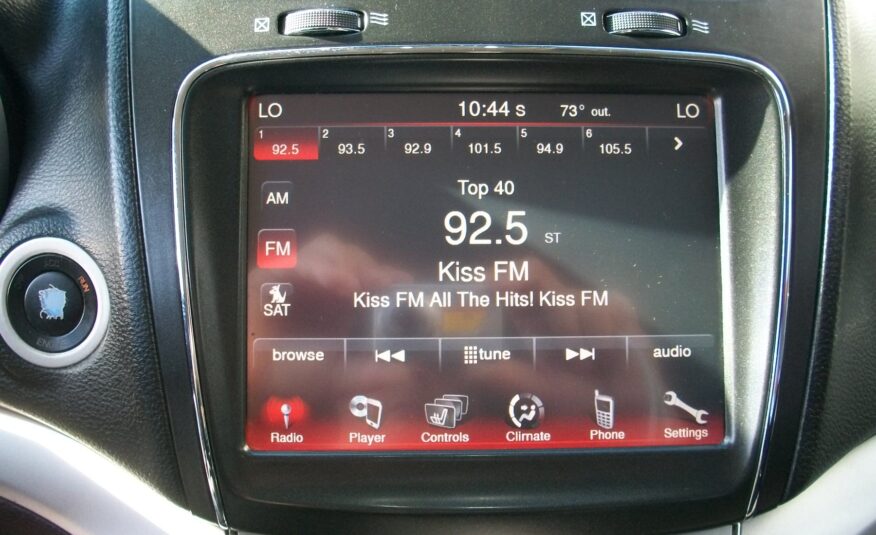 LO 10:44 S 73° out. LO
1 2 3 4 5 6
92.5 93.5 92.9 101.5 94.9 105.5
Top 40
AM
92.5 ST
FM
Kiss FM
Kiss FM All The Hits! Kiss FM
SAT
browse tune audio
Radio Player Controls Climate Phone Settings
RUN